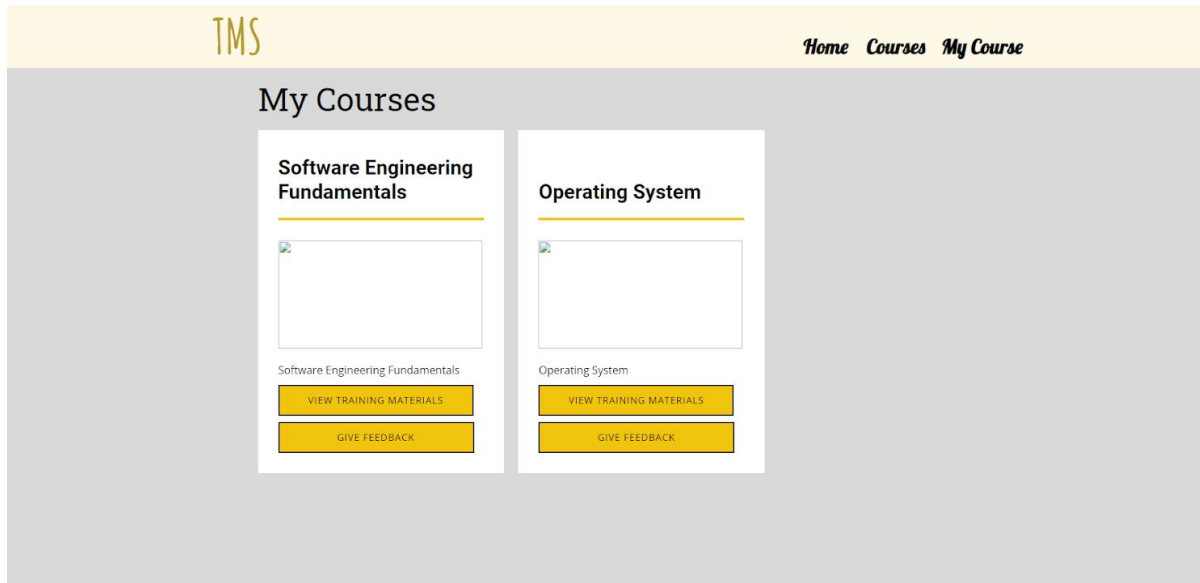 TMS
Home Courses My Course
My Courses
Software Engineering
Fundamentals
Software Engineering Fundamentals
VIEW TRAINING MATERIALS
GIVE FEEDBACK
Operating System
Operating System
VIEW TRAINING MATERIALS
GIVE FEEDBACK